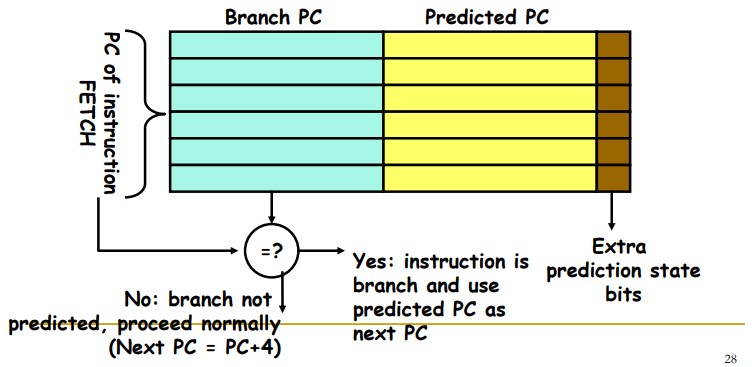 Branch PC
Predicted PC
PC of instruction
FETCH
=?
Yes: instruction is
branch and use
predicted PC as
next PC
Extra
prediction state
bits
No: branch not
predicted, proceed normally
(Next PC = PC+4)
28